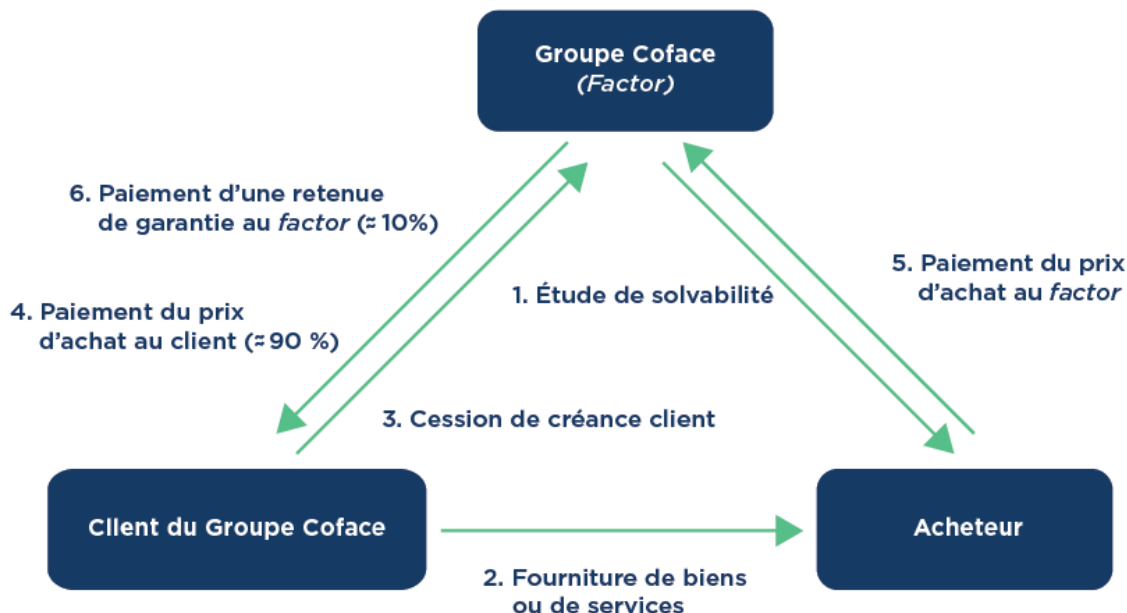 Groupe Coface
(Factor)
6. Paiement d'une retenue
de garantie au factor (≈ 10%)
5. Paiement du prix
d'achat au factor
1. Étude de solvabilité
4. Paiement du prix
d'achat au client (≈ 90 %)
3. Cession de créance client
Client du Groupe Coface
Acheteur
2. Fourniture de biens
ou de services